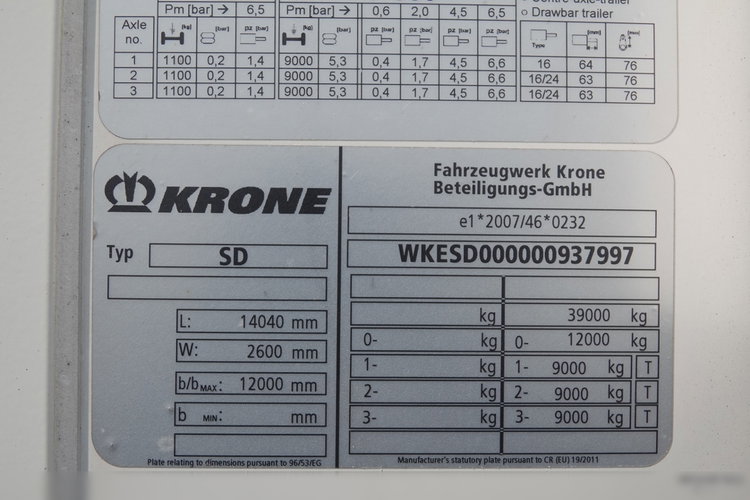 Centre-axle-trailer
Pm [bar] → 6,5 Pm [bar] → 0,6 2,0 4,5 6,5 ○ Drawbar trailer
Axle no. [kg] [bar] pz [bar] [kg] [bar] pz [bar] pz [bar] pz [bar] pz [bar] Type [mm] [mm]
1 1100 0,2 1,4 9000 5,3 0,4 1,7 4,5 6,6 16 64 76
2 1100 0,2 1,4 9000 5,3 0,4 1,7 4,5 6,6 16/24 63 76
3 1100 0,2 1,4 9000 5,3 0,4 1,7 4,5 6,6 16/24 63 76
KRONE
Typ SD
L: 14040 mm
W: 2600 mm
b/b MAX: 12000 mm
b MIN: mm
Plate relating to dimensions pursuant to 96/53/EG
Fahrzeugwerk Krone
Beteiligungs-GmbH
e1*2007/46*0232
WKESD000000937997
kg 39000 kg
0- kg 0- 12000 kg
1- kg 1- 9000 kg T
2- kg 2- 9000 kg T
3- kg 3- 9000 kg T
Manufacturer's statutory plate pursuant to CR (EU) 19/2011